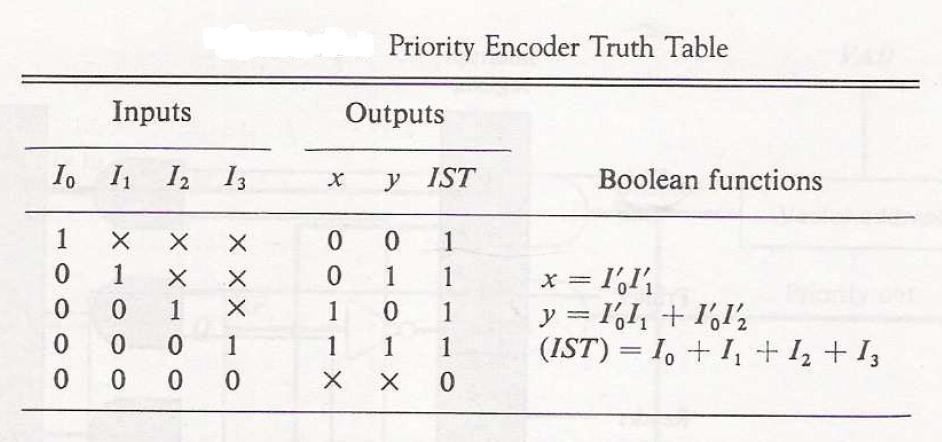 Priority Encoder Truth Table
Inputs Outputs
I₀ I₁ I₂ I₃ x y IST Boolean functions
1 × × × 0 0 1
0 1 × × 0 1 1 x = I′₀I′₁
0 0 1 × 1 0 1 y = I′₀I₁ + I′₀I′₂
0 0 0 1 1 1 1 (IST) = I₀ + I₁ + I₂ + I₃
0 0 0 0 × × 0